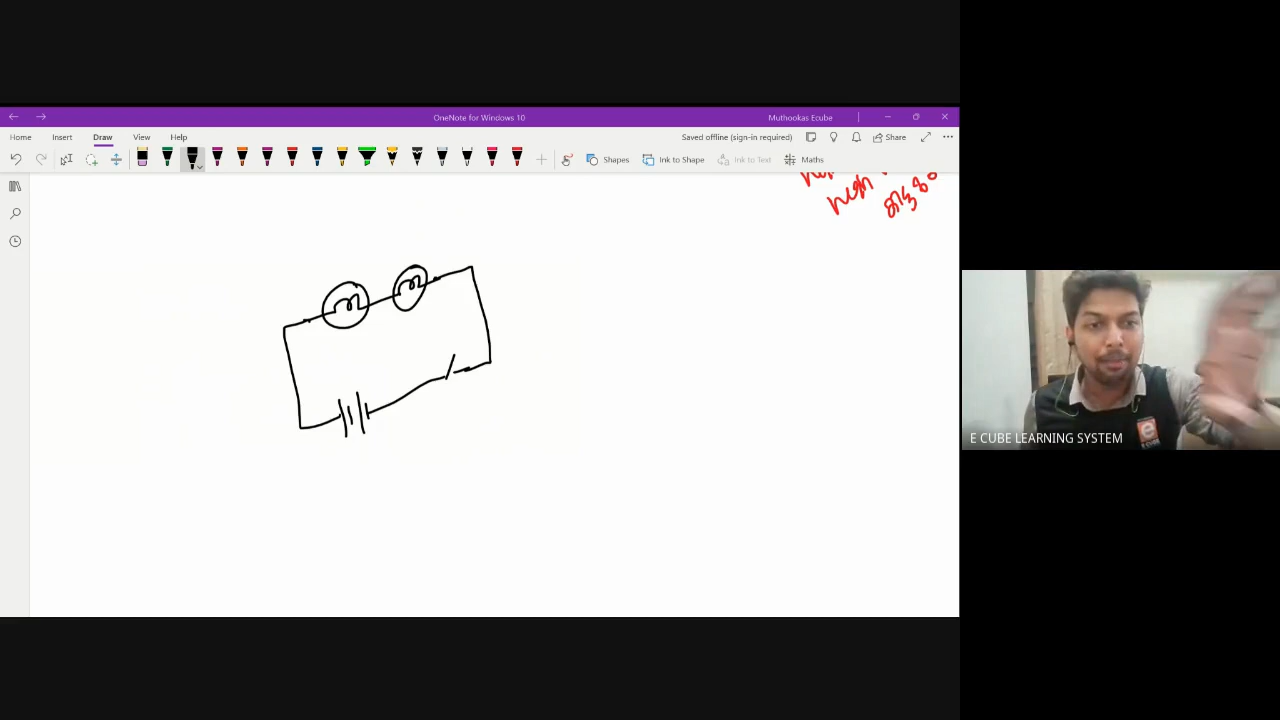 OneNote for Windows 10
Muthookas Ecube
Home Insert Draw View Help
Saved offline (sign-in required)
Share
Shapes
Ink to Shape
Ink to Text
Maths
E CUBE LEARNING SYSTEM